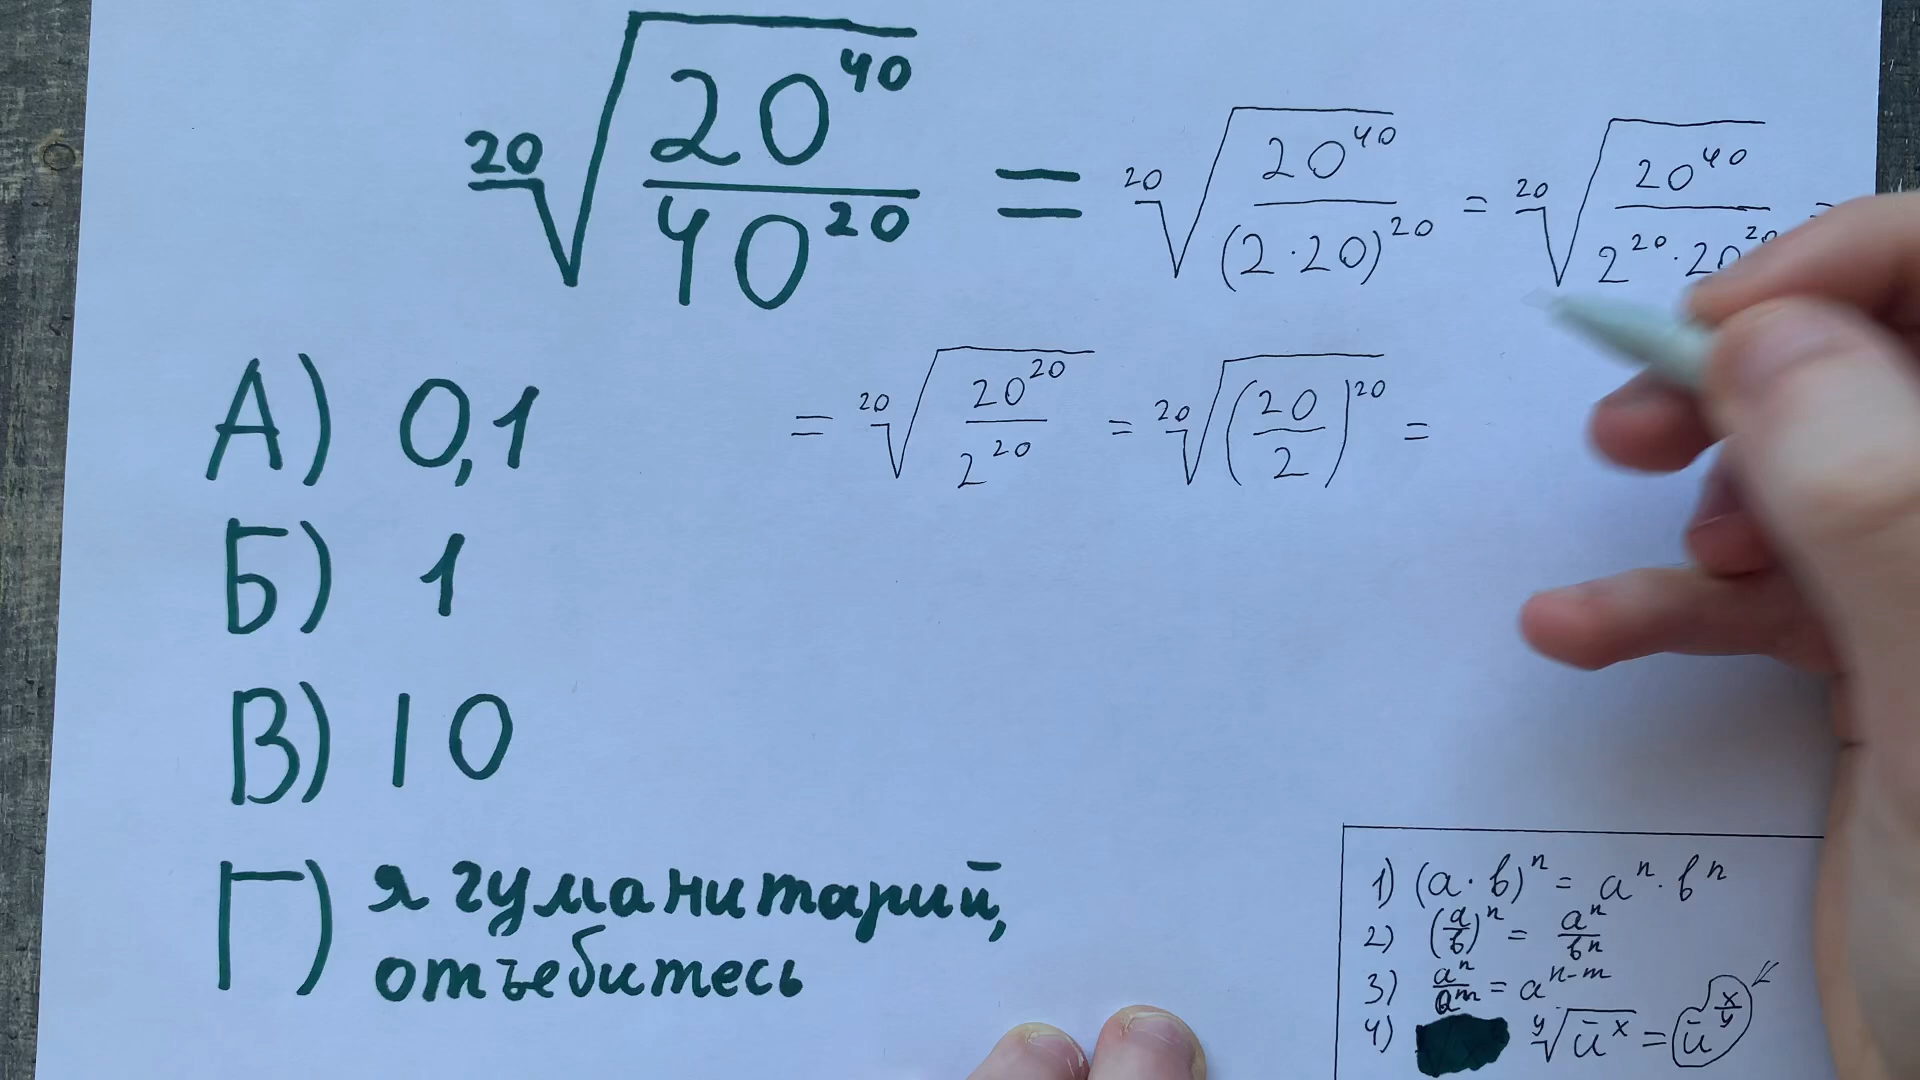 ²⁰√(20⁴⁰/40²⁰) = ²⁰√(20⁴⁰/(2·20)²⁰) = ²⁰√(20⁴⁰/2²⁰·20²⁰) =
= ²⁰√(20²⁰/2²⁰) = ²⁰√((20/2)²⁰) =
А) 0,1
Б) 1
В) 10
Г) я гуманитарий,
отъебитесь
1) (a·b)ⁿ = aⁿ·bⁿ
2) (a/b)ⁿ = aⁿ/bⁿ
3) aⁿ/aᵐ = aⁿ⁻ᵐ
4) ʸ√(ūˣ) = ū^(x/y)